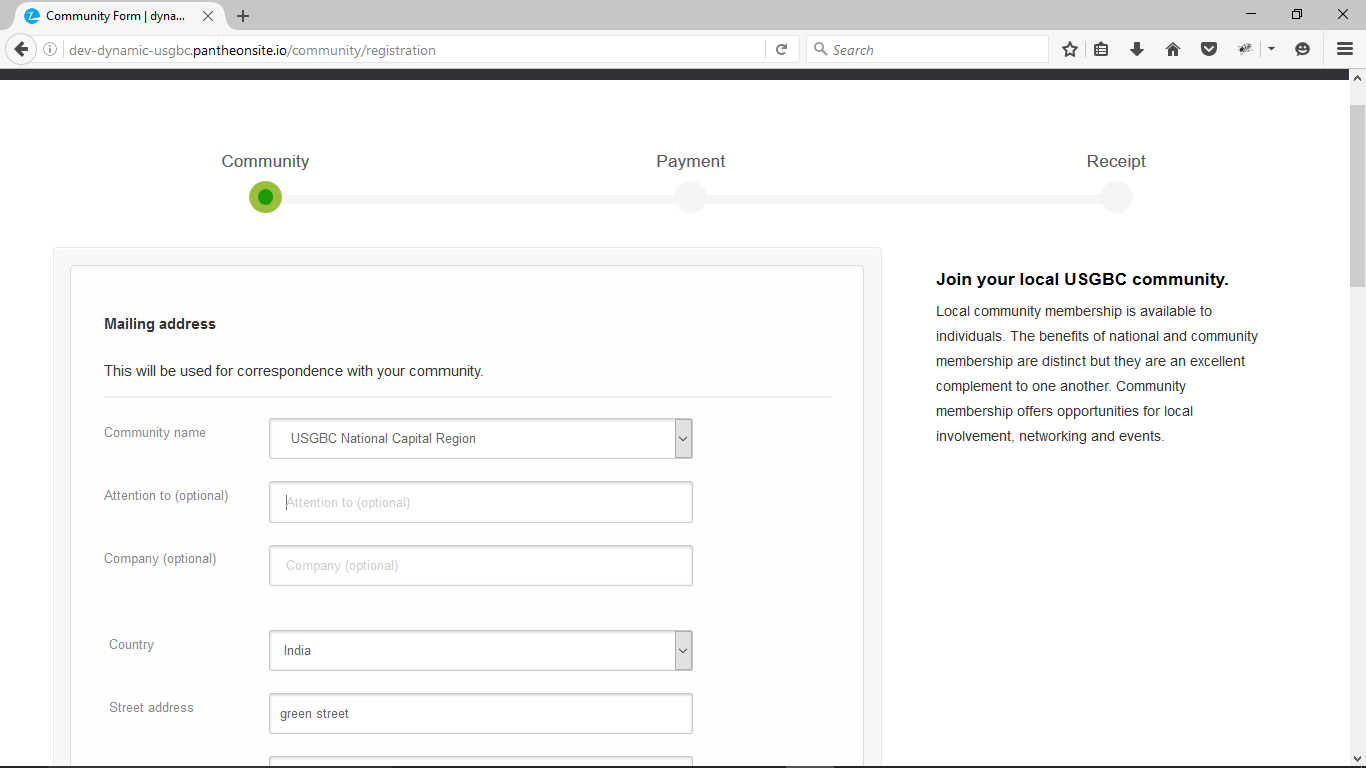 Community Form | dyna...
dev-dynamic-usgbc.pantheonsite.io/community/registration
Search
Community
Payment
Receipt
Mailing address
This will be used for correspondence with your community.
Community name
USGBC National Capital Region
Attention to (optional)
Attention to (optional)
Company (optional)
Company (optional)
Country
India
Street address
green street
Join your local USGBC community.
Local community membership is available to
individuals. The benefits of national and community
membership are distinct but they are an excellent
complement to one another. Community
membership offers opportunities for local
involvement, networking and events.